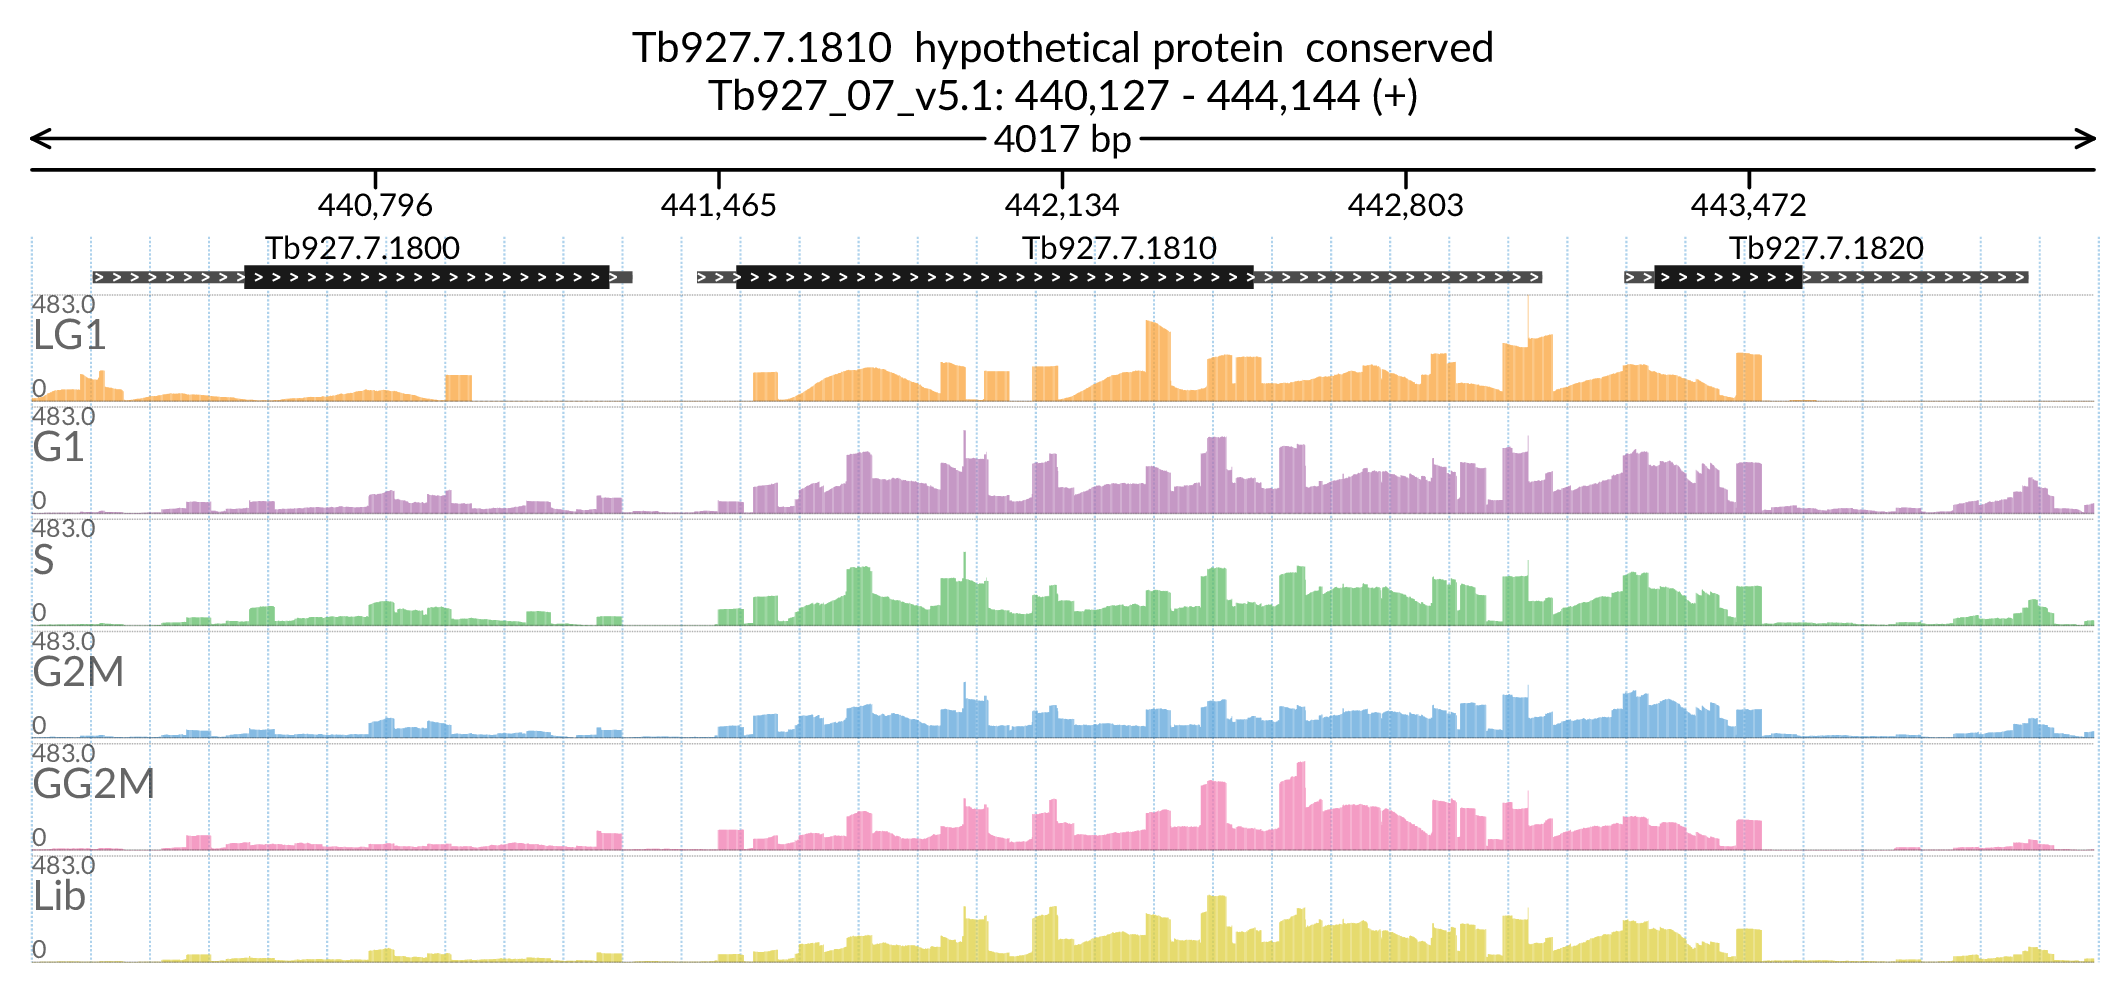 Tb927.7.1810 hypothetical protein conserved
Tb927_07_v5.1: 440,127 - 444,144 (+)
4017 bp
440,796 441,465 442,134 442,803 443,472
Tb927.7.1800 Tb927.7.1810 Tb927.7.1820
483.0
LG1
0
483.0
G1
0
483.0
S
0
483.0
G2M
0
483.0
GG2M
0
483.0
Lib
0